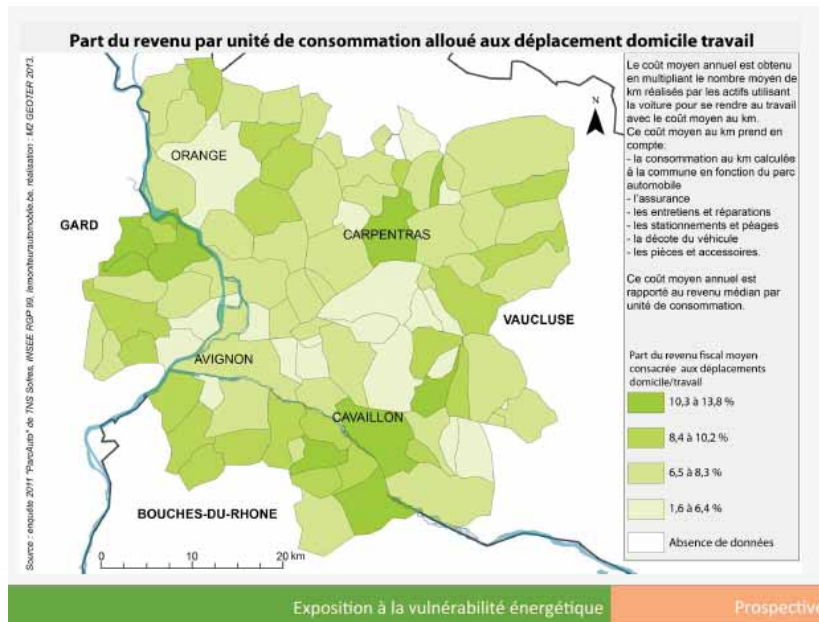 Part du revenu par unité de consommation alloué aux déplacement domicile travail
Source : enquête 2011 "ParcAuto" de TNS Sofres, INSEE RGP 99, lemoniteurautomobile.be, réalisation : M2 GEOTER 2013.
ORANGE
GARD
CARPENTRAS
VAUCLUSE
AVIGNON
CAVAILLON
BOUCHES-DU-RHONE
0 10 20 km
N
Le coût moyen annuel est obtenu
en multipliant le nombre moyen de
km réalisés par les actifs utilisant
la voiture pour se rendre au travail
avec le coût moyen au km.
Ce coût moyen au km prend en
compte:
- la consommation au km calculée
à la commune en fonction du parc
automobile
- l'assurance
- les entretiens et réparations
- les stationnements et péages
- la décote du véhicule
- les pièces et accessoires.
Ce coût moyen annuel est
rapporté au revenu médian par
unité de consommation.
Part du revenu fiscal moyen
consacrée aux déplacements
domicile/travail
10,3 à 13,8 %
8,4 à 10,2 %
6,5 à 8,3 %
1,6 à 6,4 %
Absence de données
Exposition à la vulnérabilité énergétique
Prospective